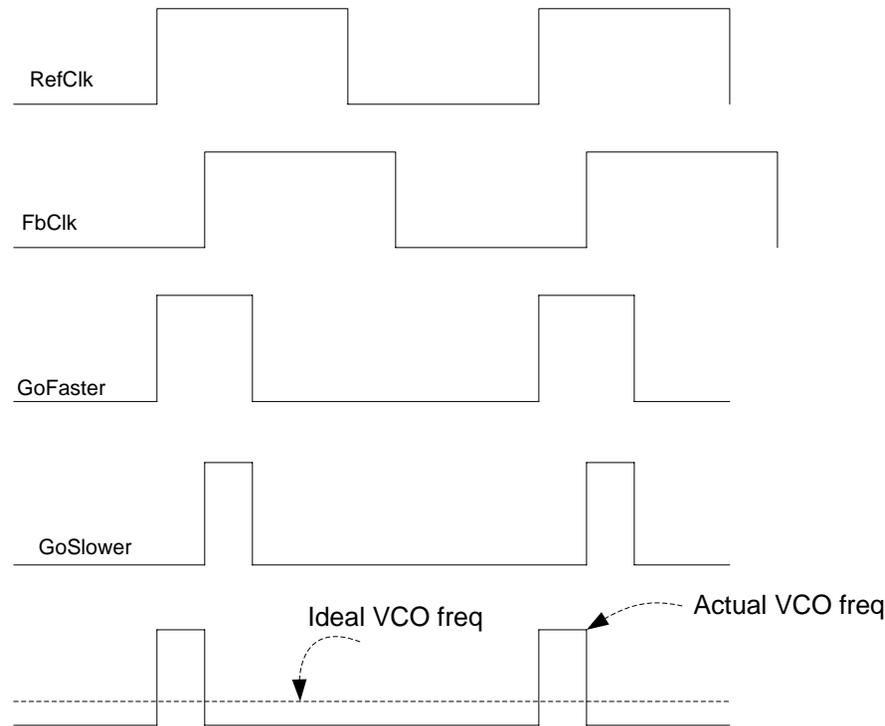 RefClk
FbClk
GoFaster
GoSlower
Ideal VCO freq
Actual VCO freq